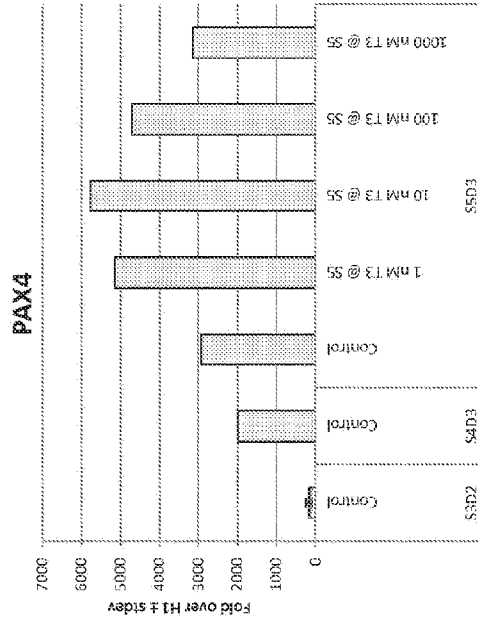 PAX4
Fold over H1 ± stdev
7000
6000
5000
4000
3000
2000
1000
0
Control
Control
Control
1 nM T3 @ S5
10 nM T3 @ S5
100 nM T3 @ S5
1000 nM T3 @ S5
S3D2
S4D3
S5D3